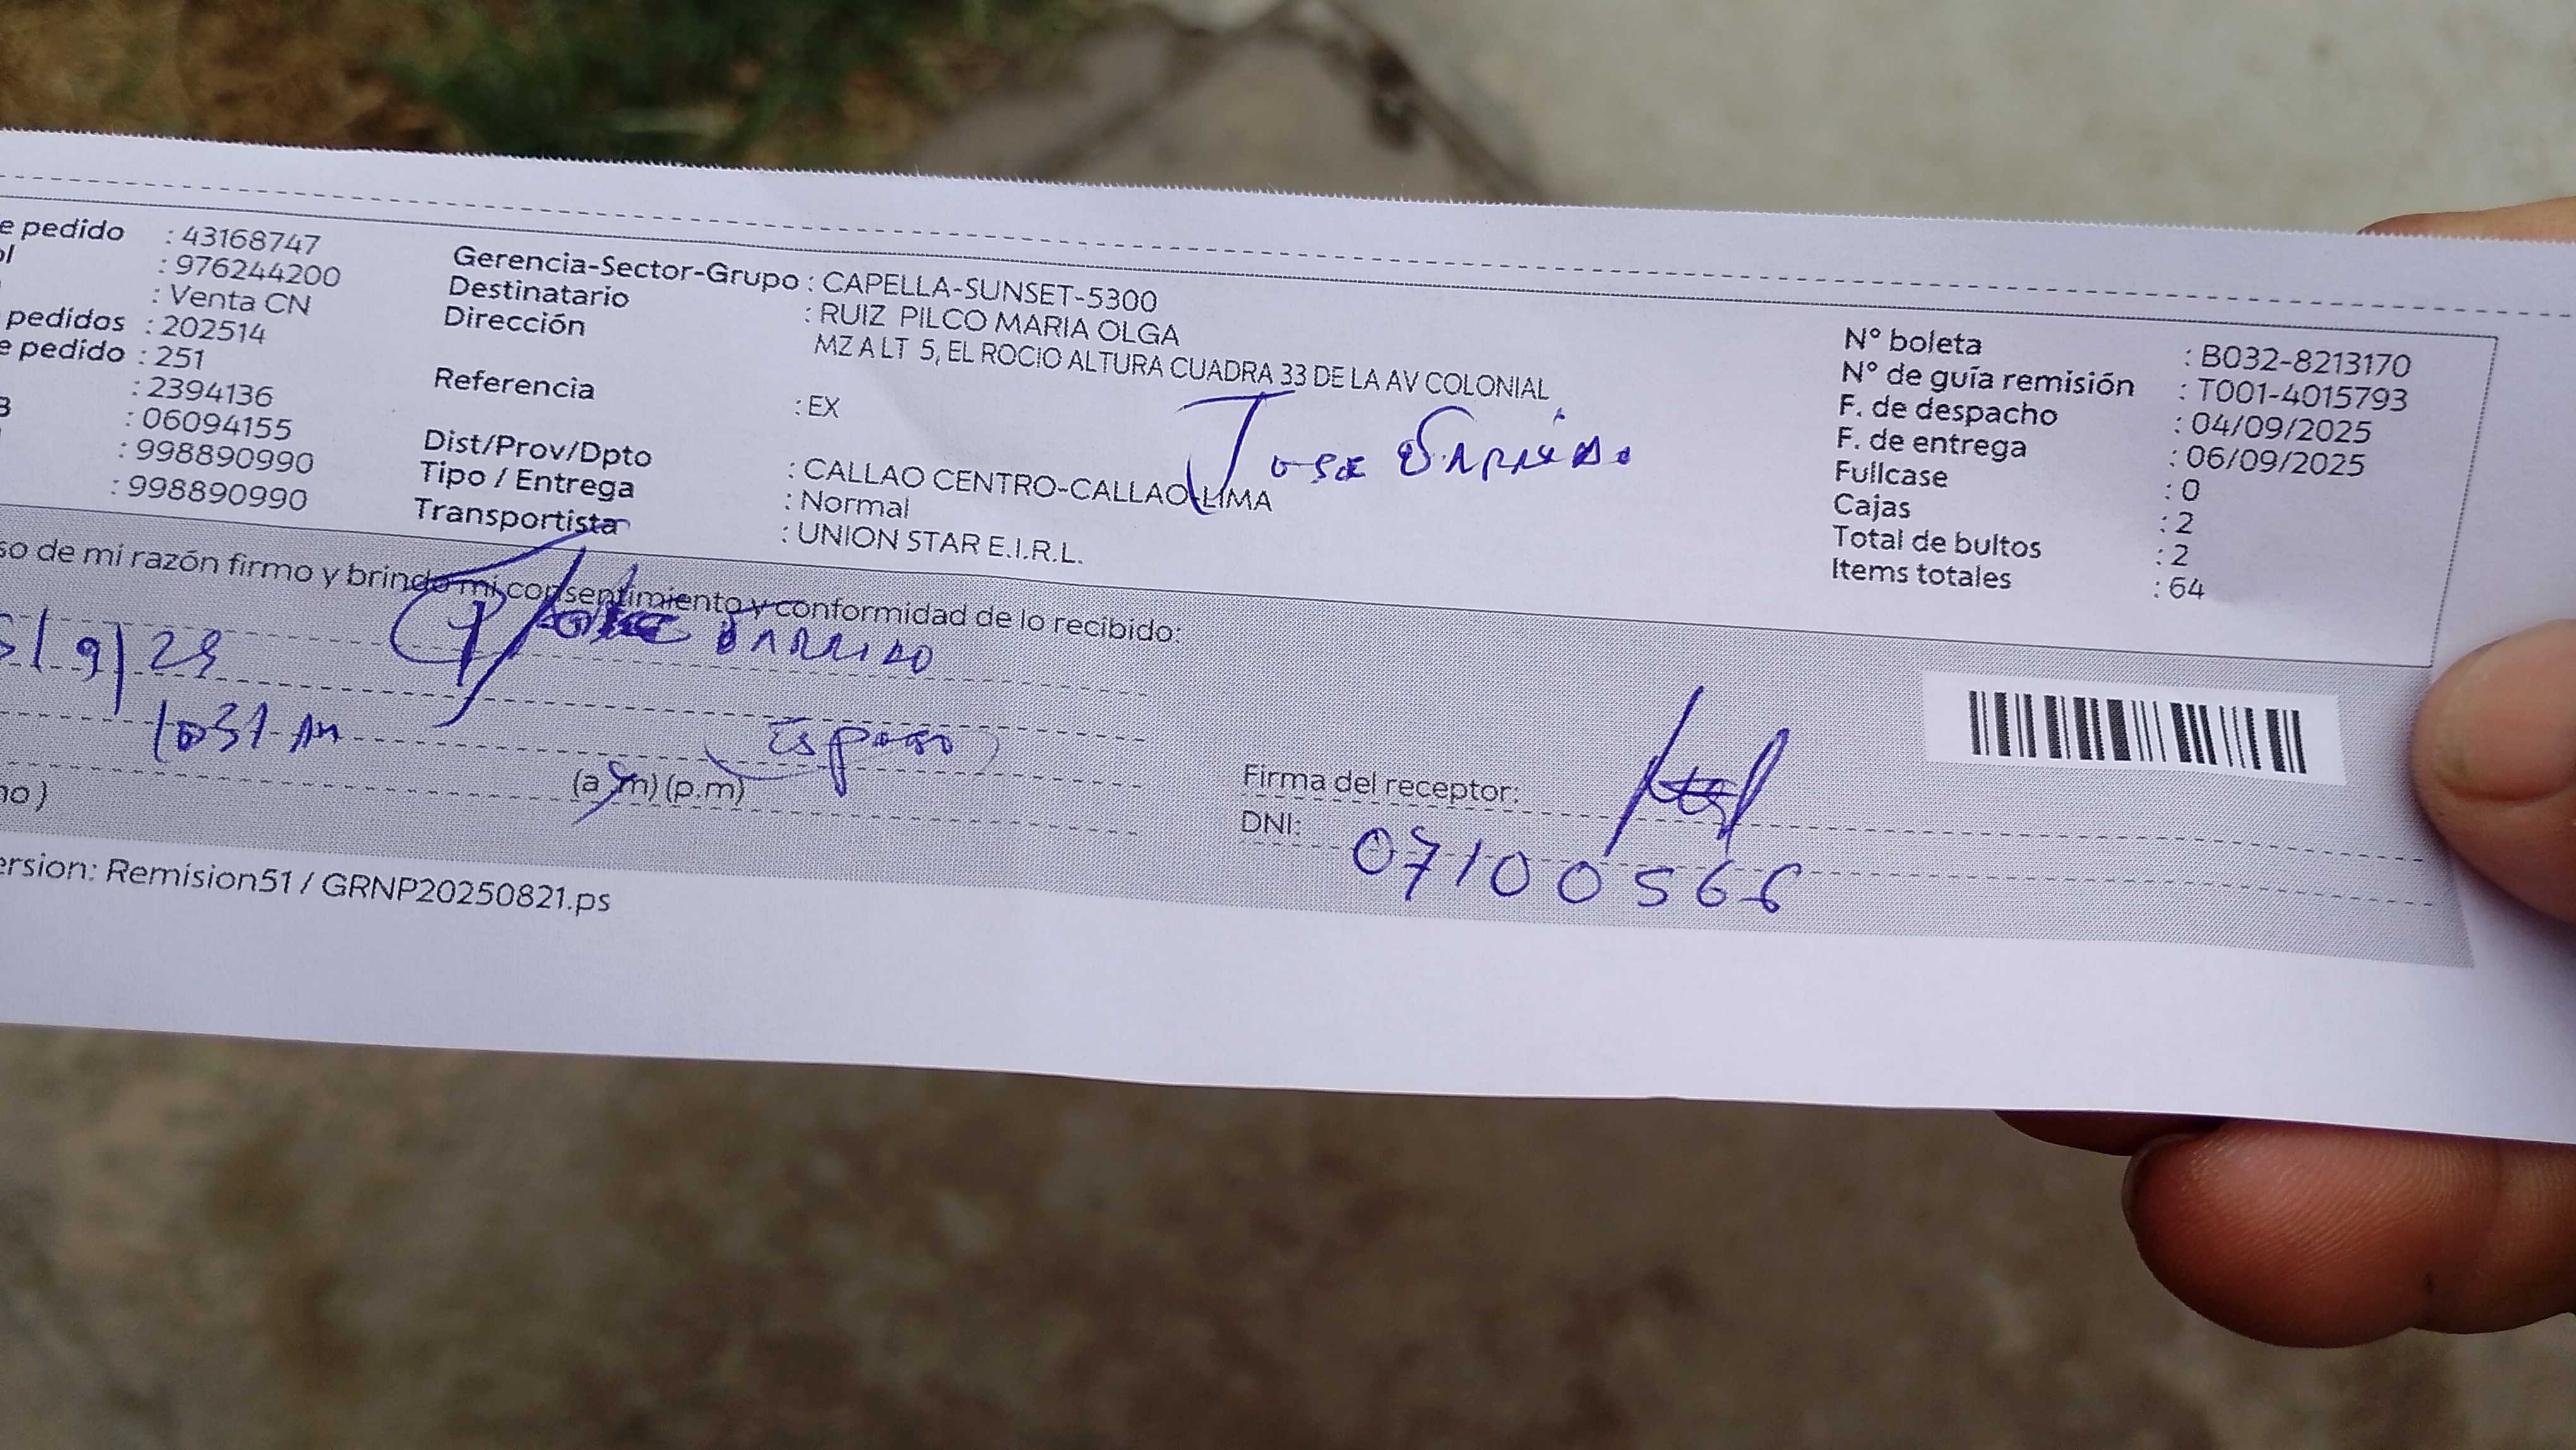 e pedido : 43168747
: 976244200
: Venta CN
pedidos : 202514
e pedido : 251
: 2394136
: 06094155
: 998890990
: 998890990
Gerencia-Sector-Grupo : CAPELLA-SUNSET-5300
Destinatario : RUIZ PILCO MARIA OLGA
Dirección MZ A LT 5, EL ROCIO ALTURA CUADRA 33 DE LA AV COLONIAL
Referencia : EX
Jose Garrido
Dist/Prov/Dpto : CALLAO CENTRO-CALLAO-LIMA
Tipo / Entrega : Normal
Transportista : UNION STAR E.I.R.L.
N° boleta : B032-8213170
N° de guía remisión : T001-4015793
F. de despacho : 04/09/2025
F. de entrega : 06/09/2025
Fullcase : 0
Cajas : 2
Total de bultos : 2
Items totales : 64
so de mi razón firmo y brindo mi consentimiento y conformidad de lo recibido:
Jose Garrido
(Esposo)
(a.m) (p.m)
no)
Firma del receptor:
DNI: 07100566
ersion: Remision51 / GRNP20250821.ps